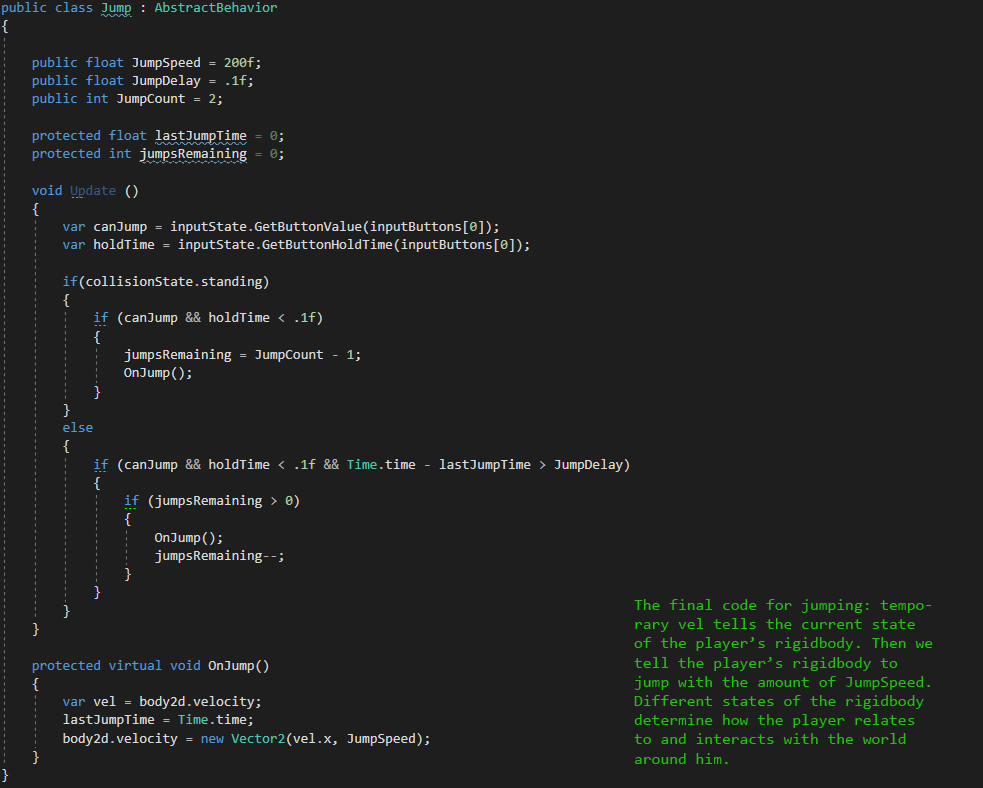 public class Jump : AbstractBehavior
{
public float JumpSpeed = 200f;
public float JumpDelay = .1f;
public int JumpCount = 2;
protected float lastJumpTime = 0;
protected int jumpsRemaining = 0;
void Update ()
{
var canJump = inputState.GetButtonValue(inputButtons[0]);
var holdTime = inputState.GetButtonHoldTime(inputButtons[0]);
if(collisionState.standing)
{
if (canJump && holdTime < .1f)
{
jumpsRemaining = JumpCount - 1;
OnJump();
}
}
else
{
if (canJump && holdTime < .1f && Time.time - lastJumpTime > JumpDelay)
{
if (jumpsRemaining > 0)
{
OnJump();
jumpsRemaining--;
}
}
}
}
protected virtual void OnJump()
{
var vel = body2d.velocity;
lastJumpTime = Time.time;
body2d.velocity = new Vector2(vel.x, JumpSpeed);
}
}
The final code for jumping: tempo-
rary vel tells the current state
of the player’s rigidbody. Then we
tell the player’s rigidbody to
jump with the amount of JumpSpeed.
Different states of the rigidbody
determine how the player relates
to and interacts with the world
around him.